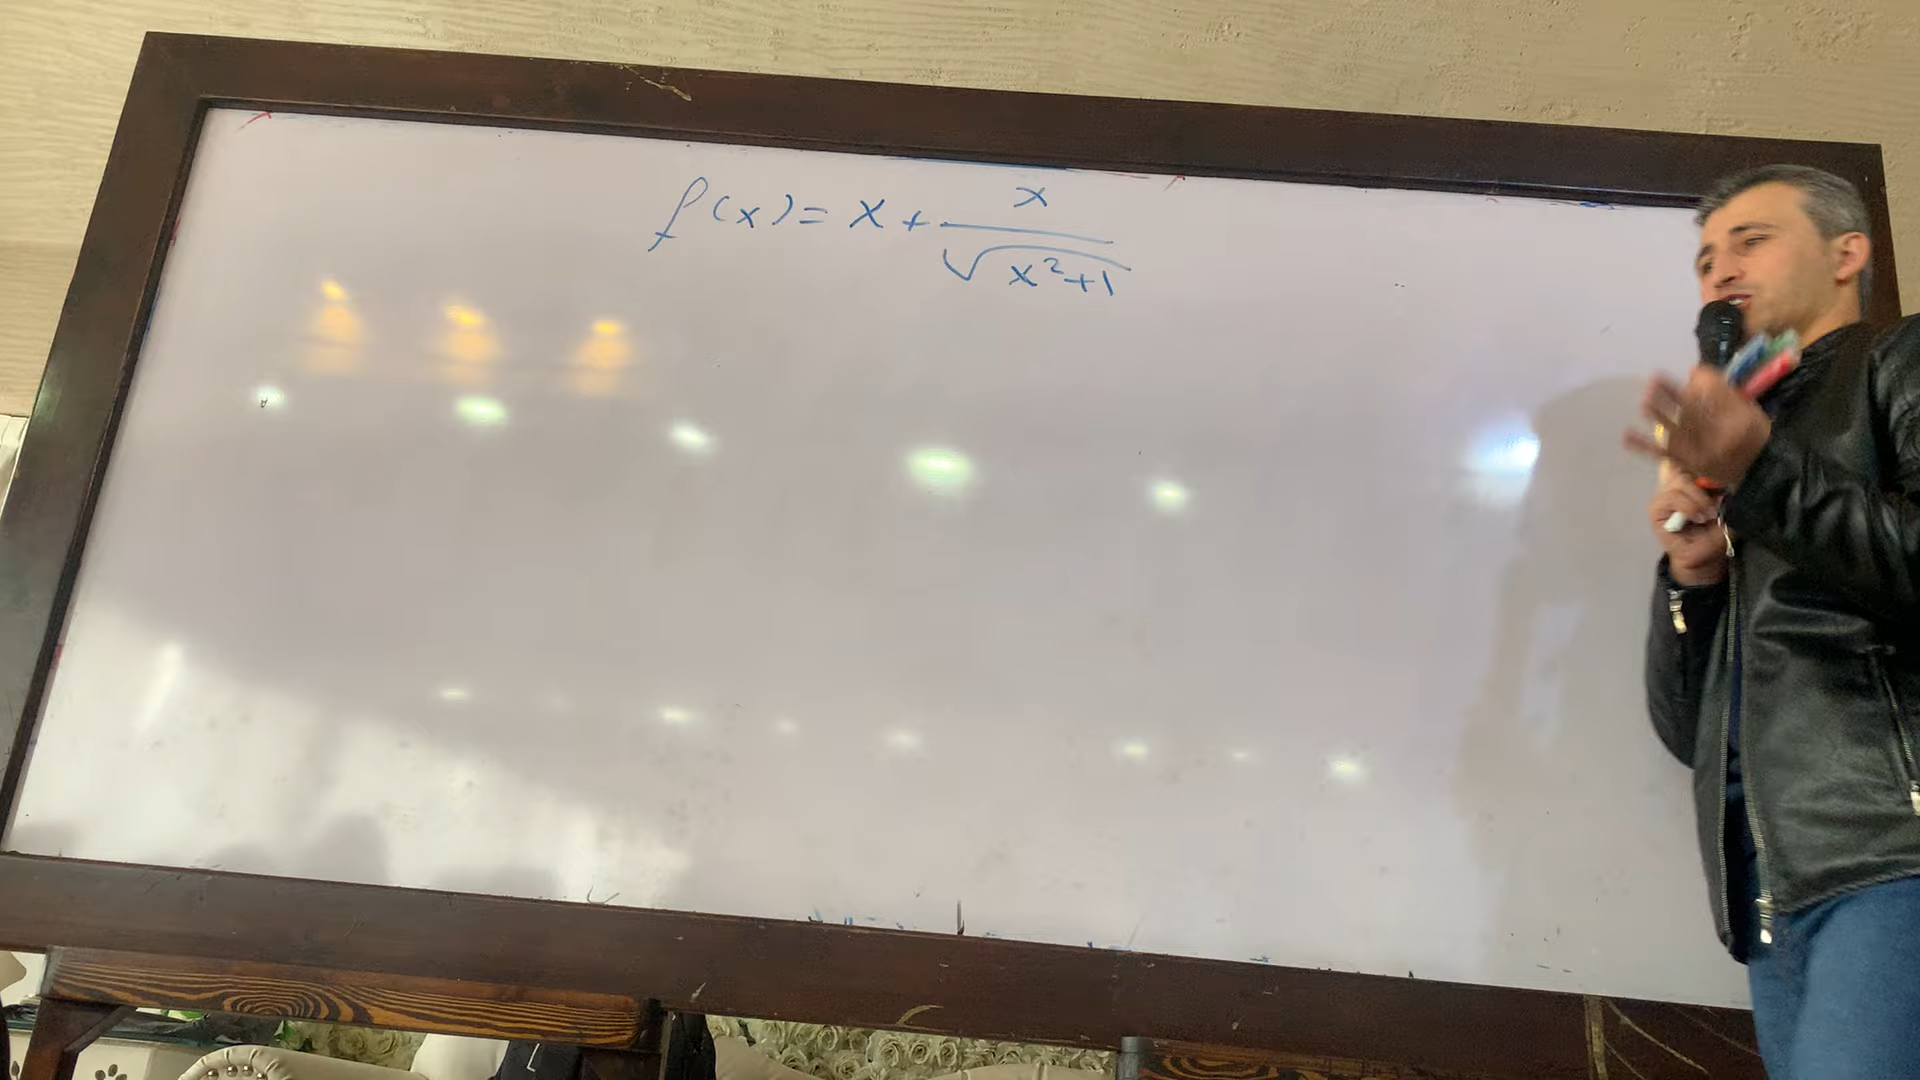 f(x) = x + x / √(x²+1)